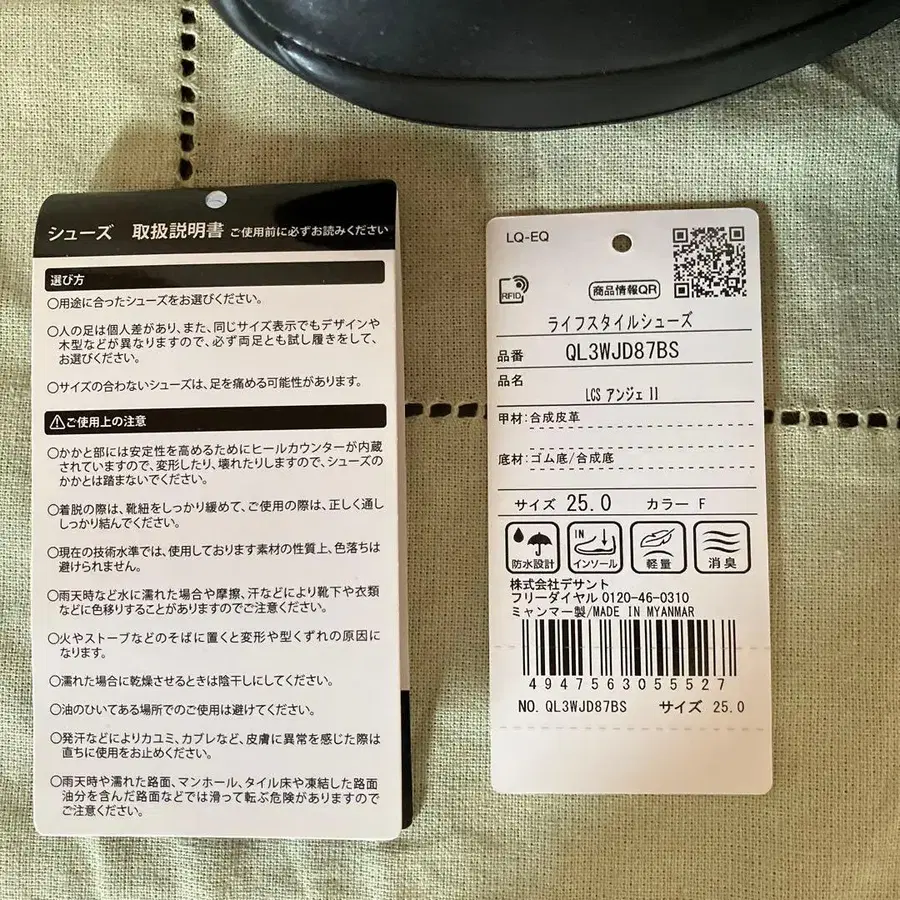 シューズ 取扱説明書 ご使用前に必ずお読みください
選び方
○用途に合ったシューズをお選びください。
○人の足は個人差があり、また、同じサイズ表示でもデザインや
木型などが異なりますので、必ず両足とも試し履きをして、
お選びください。
○サイズの合わないシューズは、足を痛める可能性があります。
⚠ご使用上の注意
○かかと部には安定性を高めるためにヒールカウンターが内蔵
されていますので、変形したり、壊れたりしますので、シューズの
かかとは踏まないでください。
○着脱の際は、靴紐をしっかり緩めて、ご使用の際は、正しく通し
しっかり結んでください。
○現在の技術水準では、使用しております素材の性質上、色落ちは
避けられません。
○雨天時など水に濡れた場合や摩擦、汗などにより靴下や衣類
などに色移りすることがありますのでご注意ください。
○火やストーブなどのそばに置くと変形や型くずれの原因に
なります。
○濡れた場合に乾燥させるときは陰干しにしてください。
○油のひいてある場所でのご使用は避けてください。
○発汗などによりカユミ、カブレなど、皮膚に異常を感じた際は
直ちに使用をお止めください。
○雨天時や濡れた路面、マンホール、タイル床や凍結した路面
油分を含んだ路面などでは滑って転ぶ危険がありますので
ご注意ください。
LQ-EQ
RFID
商品情報QR
ライフスタイルシューズ
品番 QL3WJD87BS
品名
LCS アンジェ II
甲材:合成皮革
底材:ゴム底/合成底
サイズ 25.0 カラー F
防水設計 IN インソール 軽量 消臭
株式会社デサント
フリーダイヤル 0120-46-0310
ミャンマー製/MADE IN MYANMAR
4947563055527
NO. QL3WJD87BS サイズ 25.0